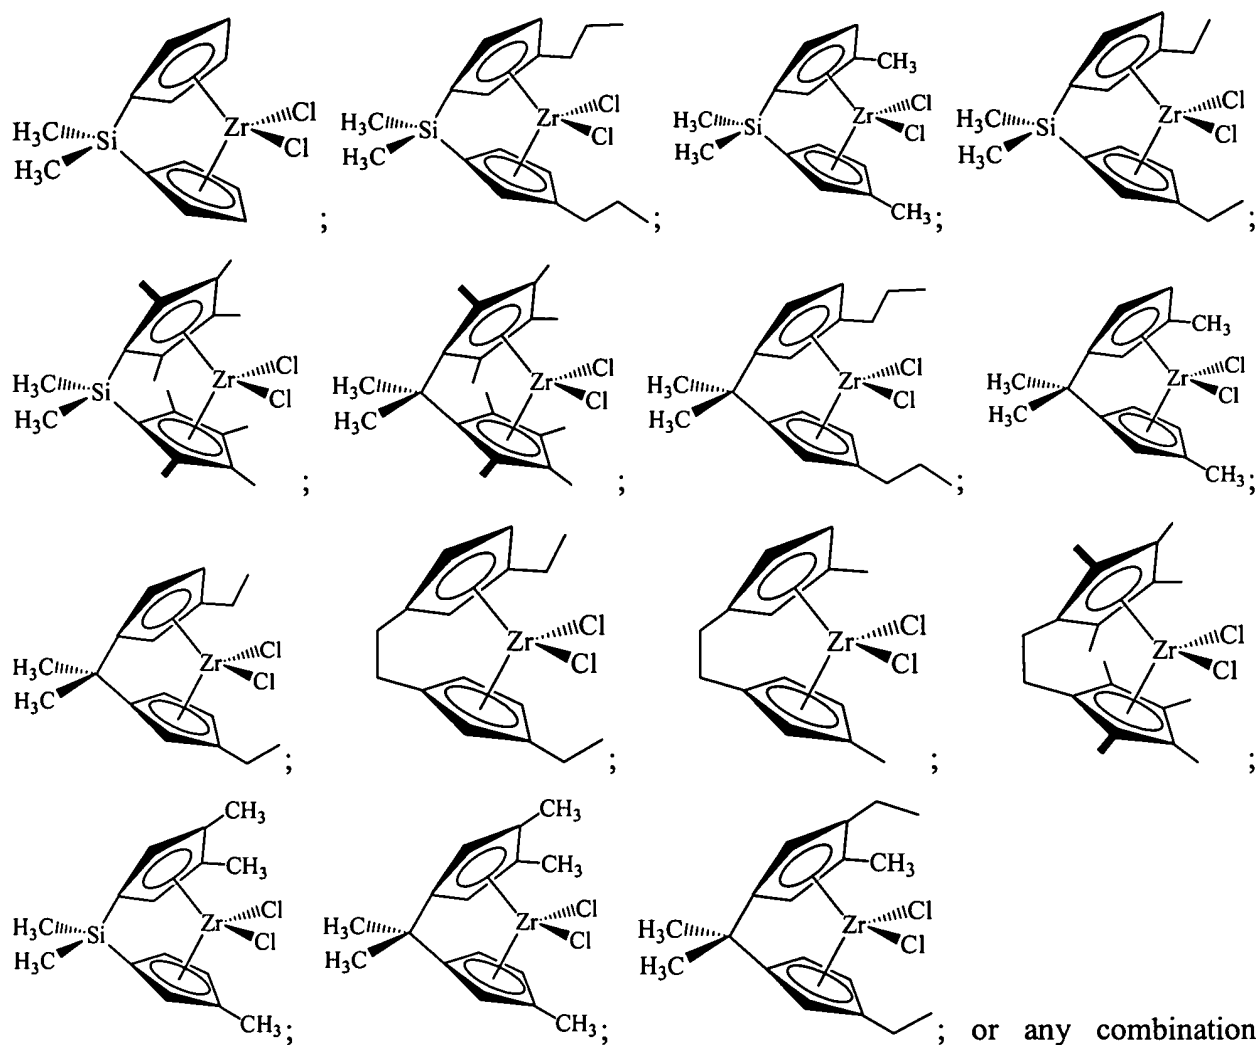 Zr Cl Cl H3C Si H3C ;
Zr Cl Cl H3C Si H3C ;
CH3 Zr Cl Cl H3C Si H3C CH3;
Zr Cl Cl H3C Si H3C ;
Zr Cl Cl H3C Si H3C ;
Zr Cl Cl H3C H3C ;
Zr Cl Cl H3C H3C ;
CH3 Zr Cl Cl H3C H3C CH3;
Zr Cl Cl H3C H3C ;
Zr Cl Cl ;
Zr Cl Cl ;
Zr Cl Cl ;
CH3 CH3 Zr Cl Cl H3C Si H3C CH3;
CH3 CH3 Zr Cl Cl H3C H3C CH3;
CH3 Zr Cl Cl H3C H3C ; or any combination